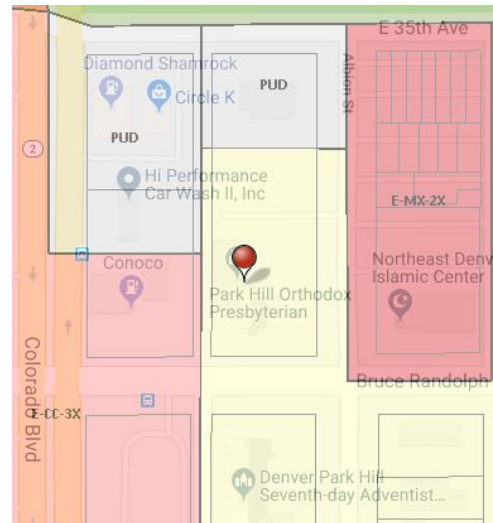 E 35th Ave
Diamond Shamrock
Circle K
PUD
Albion St
PUD
2
Hi Performance
Car Wash II, Inc
E-MX-2X
Conoco
Northeast Denv
Islamic Center
Park Hill Orthodox
Presbyterian
Colorado Blvd
Bruce Randolph
E-CC-3X
Denver Park Hill
Seventh-day Adventist...